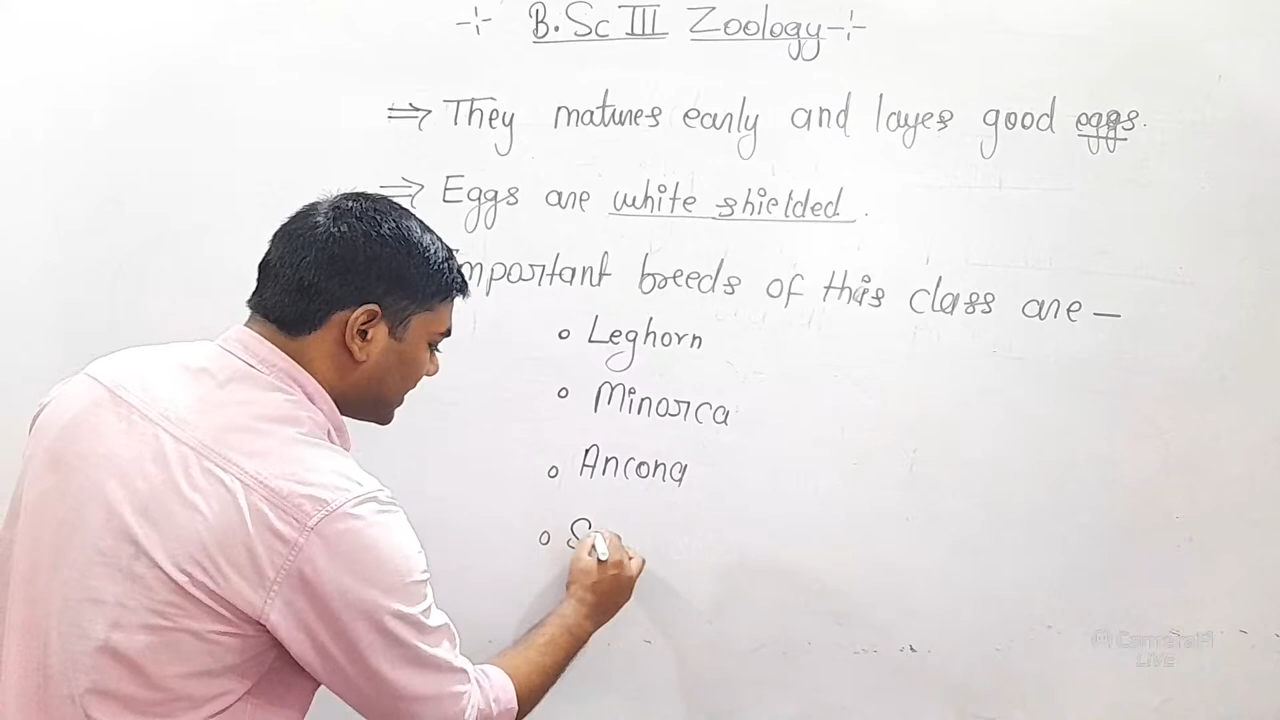 B.Sc III Zoology
⇒ They matures early and layes good eggs.
⇒ Eggs are white shielded.
Important breeds of this class are —
o Leghorn
o Minorca
o Ancona
o S
LIVE